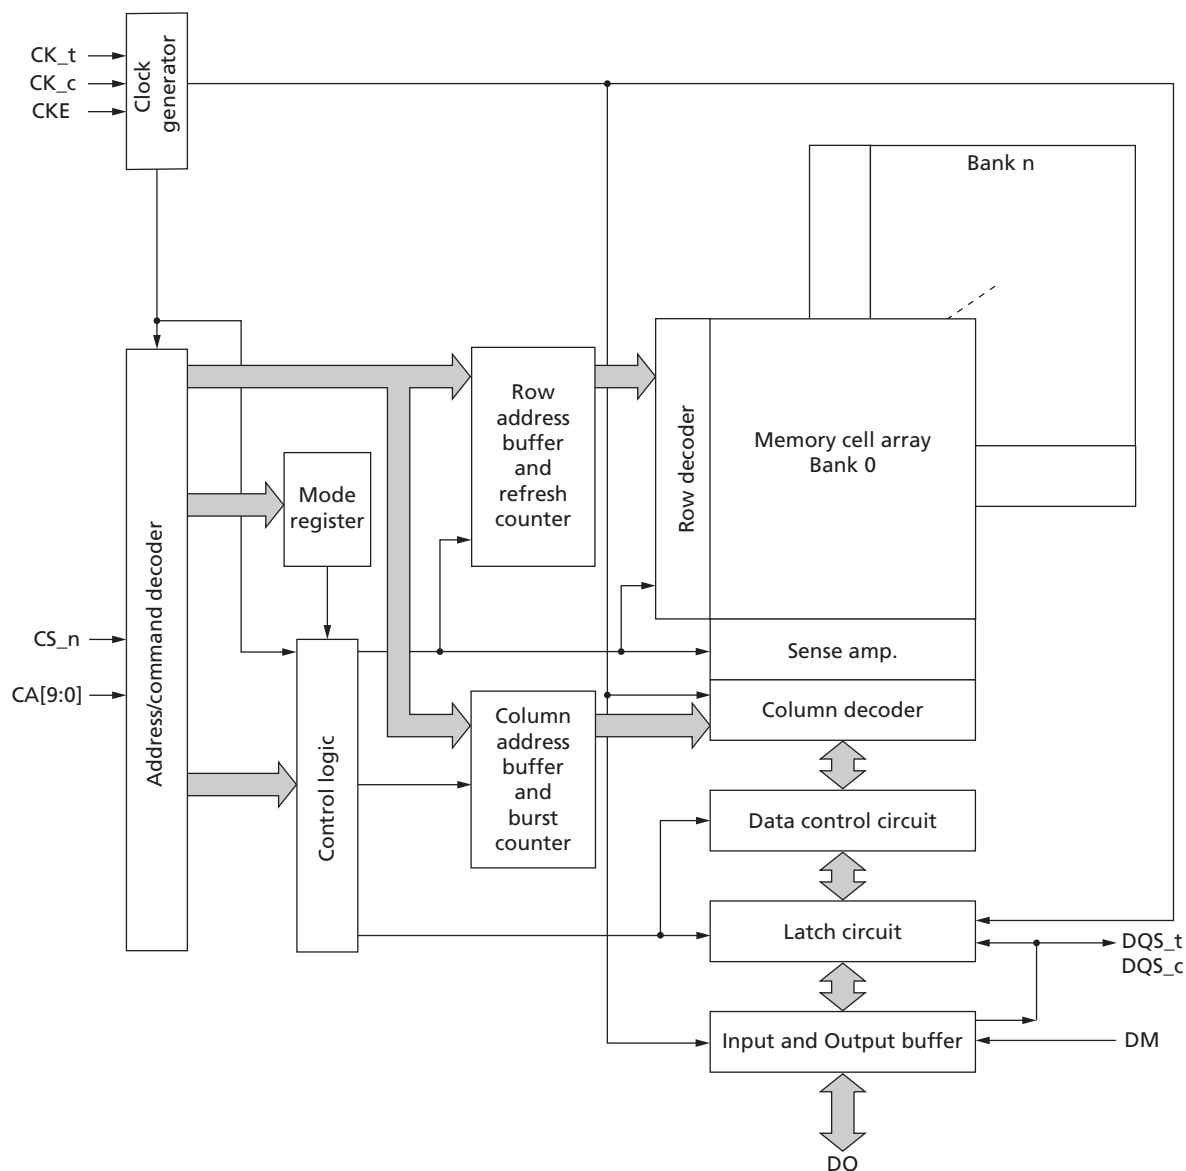 CK_t
CK_c
CKE
Clock
generator
Bank n
Row
address
buffer
and
refresh
counter
Row decoder
Memory cell array
Bank 0
Mode
register
Address/command decoder
CS_n
CA[9:0]
Control logic
Sense amp.
Column decoder
Column
address
buffer
and
burst
counter
Data control circuit
Latch circuit
DQS_t
DQS_c
Input and Output buffer
DM
DO